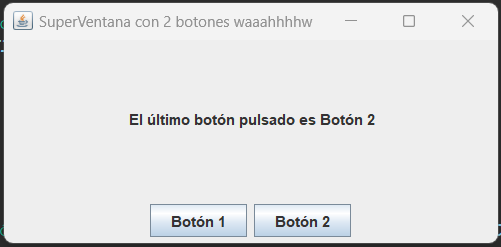 SuperVentana con 2 botones waaahhhhw
El último botón pulsado es Botón 2
Botón 1
Botón 2